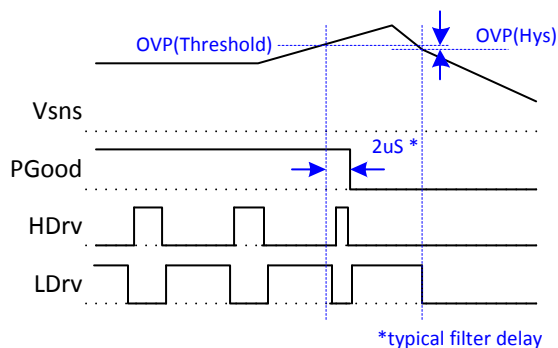 OVP(Threshold)
OVP(Hys)
Vsns
2uS *
PGood
HDrv
LDrv
*typical filter delay